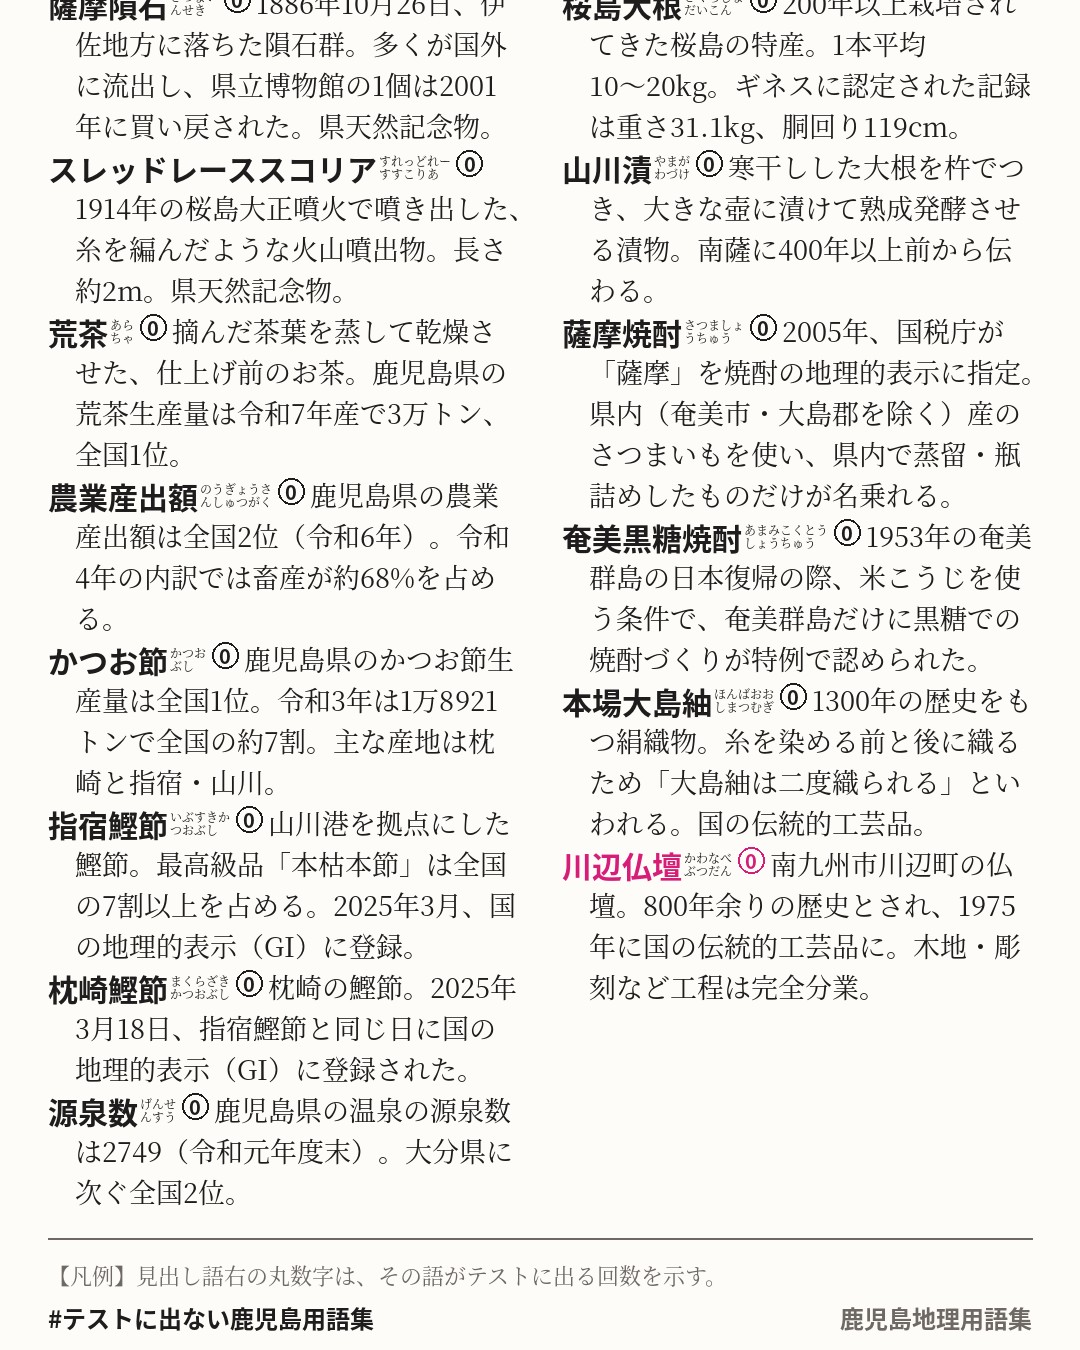 薩摩隕石 んせき 0 1886年10月26日、伊
佐地方に落ちた隕石群。多くが国外
に流出し、県立博物館の1個は2001
年に買い戻された。県天然記念物。
スレッドレーススコリア すれっどれーすすこりあ 0
1914年の桜島大正噴火で噴き出した、
糸を編んだような火山噴出物。長さ
約2m。県天然記念物。
荒茶 あらちゃ 0 摘んだ茶葉を蒸して乾燥さ
せた、仕上げ前のお茶。鹿児島県の
荒茶生産量は令和7年産で3万トン、
全国1位。
農業産出額 のうぎょうさんしゅつがく 0 鹿児島県の農業
産出額は全国2位（令和6年）。令和
4年の内訳では畜産が約68%を占め
る。
かつお節 かつおぶし 0 鹿児島県のかつお節生
産量は全国1位。令和3年は1万8921
トンで全国の約7割。主な産地は枕
崎と指宿・山川。
指宿鰹節 いぶすきかつおぶし 0 山川港を拠点にした
鰹節。最高級品「本枯本節」は全国
の7割以上を占める。2025年3月、国
の地理的表示（GI）に登録。
枕崎鰹節 まくらざきかつおぶし 0 枕崎の鰹節。2025年
3月18日、指宿鰹節と同じ日に国の
地理的表示（GI）に登録された。
源泉数 げんせんすう 0 鹿児島県の温泉の源泉数
は2749（令和元年度末）。大分県に
次ぐ全国2位。
桜島大根 だいこん 0 200年以上栽培され
てきた桜島の特産。1本平均
10〜20kg。ギネスに認定された記録
は重さ31.1kg、胴回り119cm。
山川漬 やまがわづけ 0 寒干しした大根を杵でつ
き、大きな壺に漬けて熟成発酵させ
る漬物。南薩に400年以上前から伝
わる。
薩摩焼酎 さつましょうちゅう 0 2005年、国税庁が
「薩摩」を焼酎の地理的表示に指定。
県内（奄美市・大島郡を除く）産の
さつまいもを使い、県内で蒸留・瓶
詰めしたものだけが名乗れる。
奄美黒糖焼酎 あまみこくとうしょうちゅう 0 1953年の奄美
群島の日本復帰の際、米こうじを使
う条件で、奄美群島だけに黒糖での
焼酎づくりが特例で認められた。
本場大島紬 ほんばおおしまつむぎ 0 1300年の歴史をも
つ絹織物。糸を染める前と後に織る
ため「大島紬は二度織られる」とい
われる。国の伝統的工芸品。
川辺仏壇 かわなべぶつだん 0 南九州市川辺町の仏
壇。800年余りの歴史とされ、1975
年に国の伝統的工芸品に。木地・彫
刻など工程は完全分業。
【凡例】見出し語右の丸数字は、その語がテストに出る回数を示す。
#テストに出ない鹿児島用語集
鹿児島地理用語集